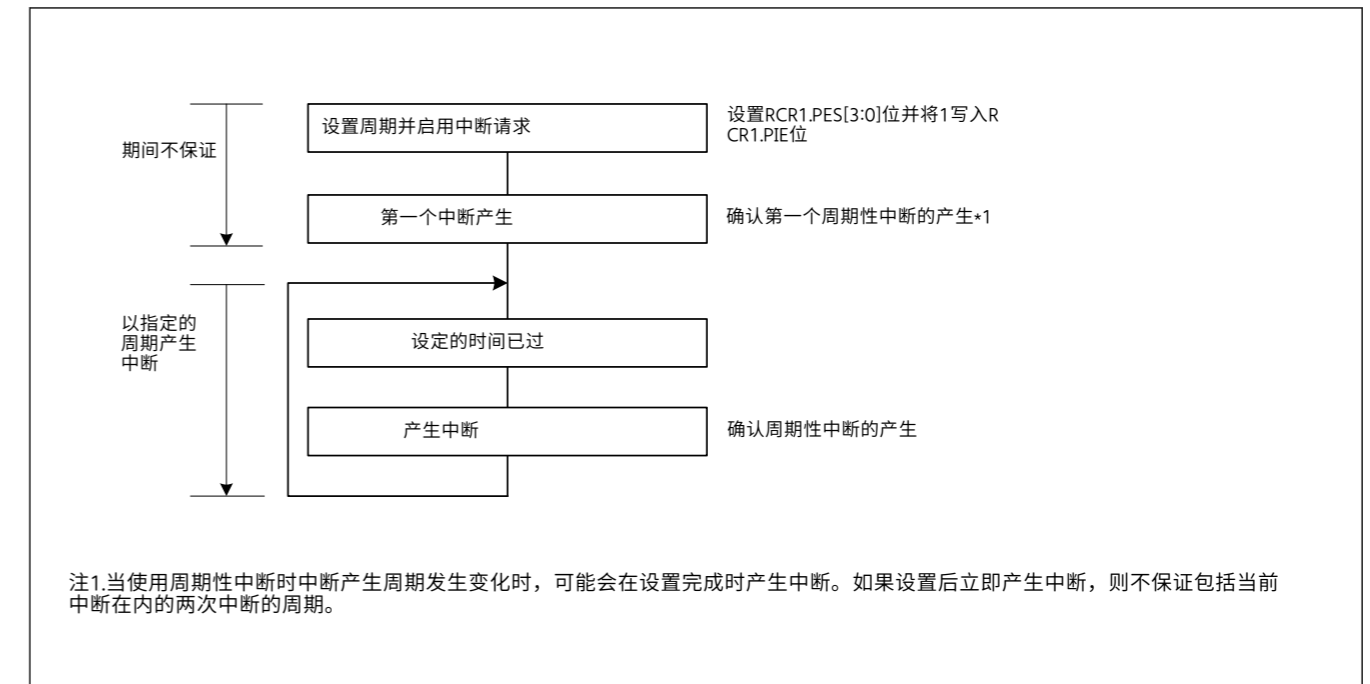 设置周期并启用中断请求
设置RCR1.PES[3:0]位并将1写入R
CR1.PIE位
期间不保证
第一个中断产生
确认第一个周期性中断的产生*1
以指定的
周期产生
中断
设定的时间已过
产生中断
确认周期性中断的产生
注1.当使用周期性中断时中断产生周期发生变化时，可能会在设置完成时产生中断。如果设置后立即产生中断，则不保证包括当前
中断在内的两次中断的周期。